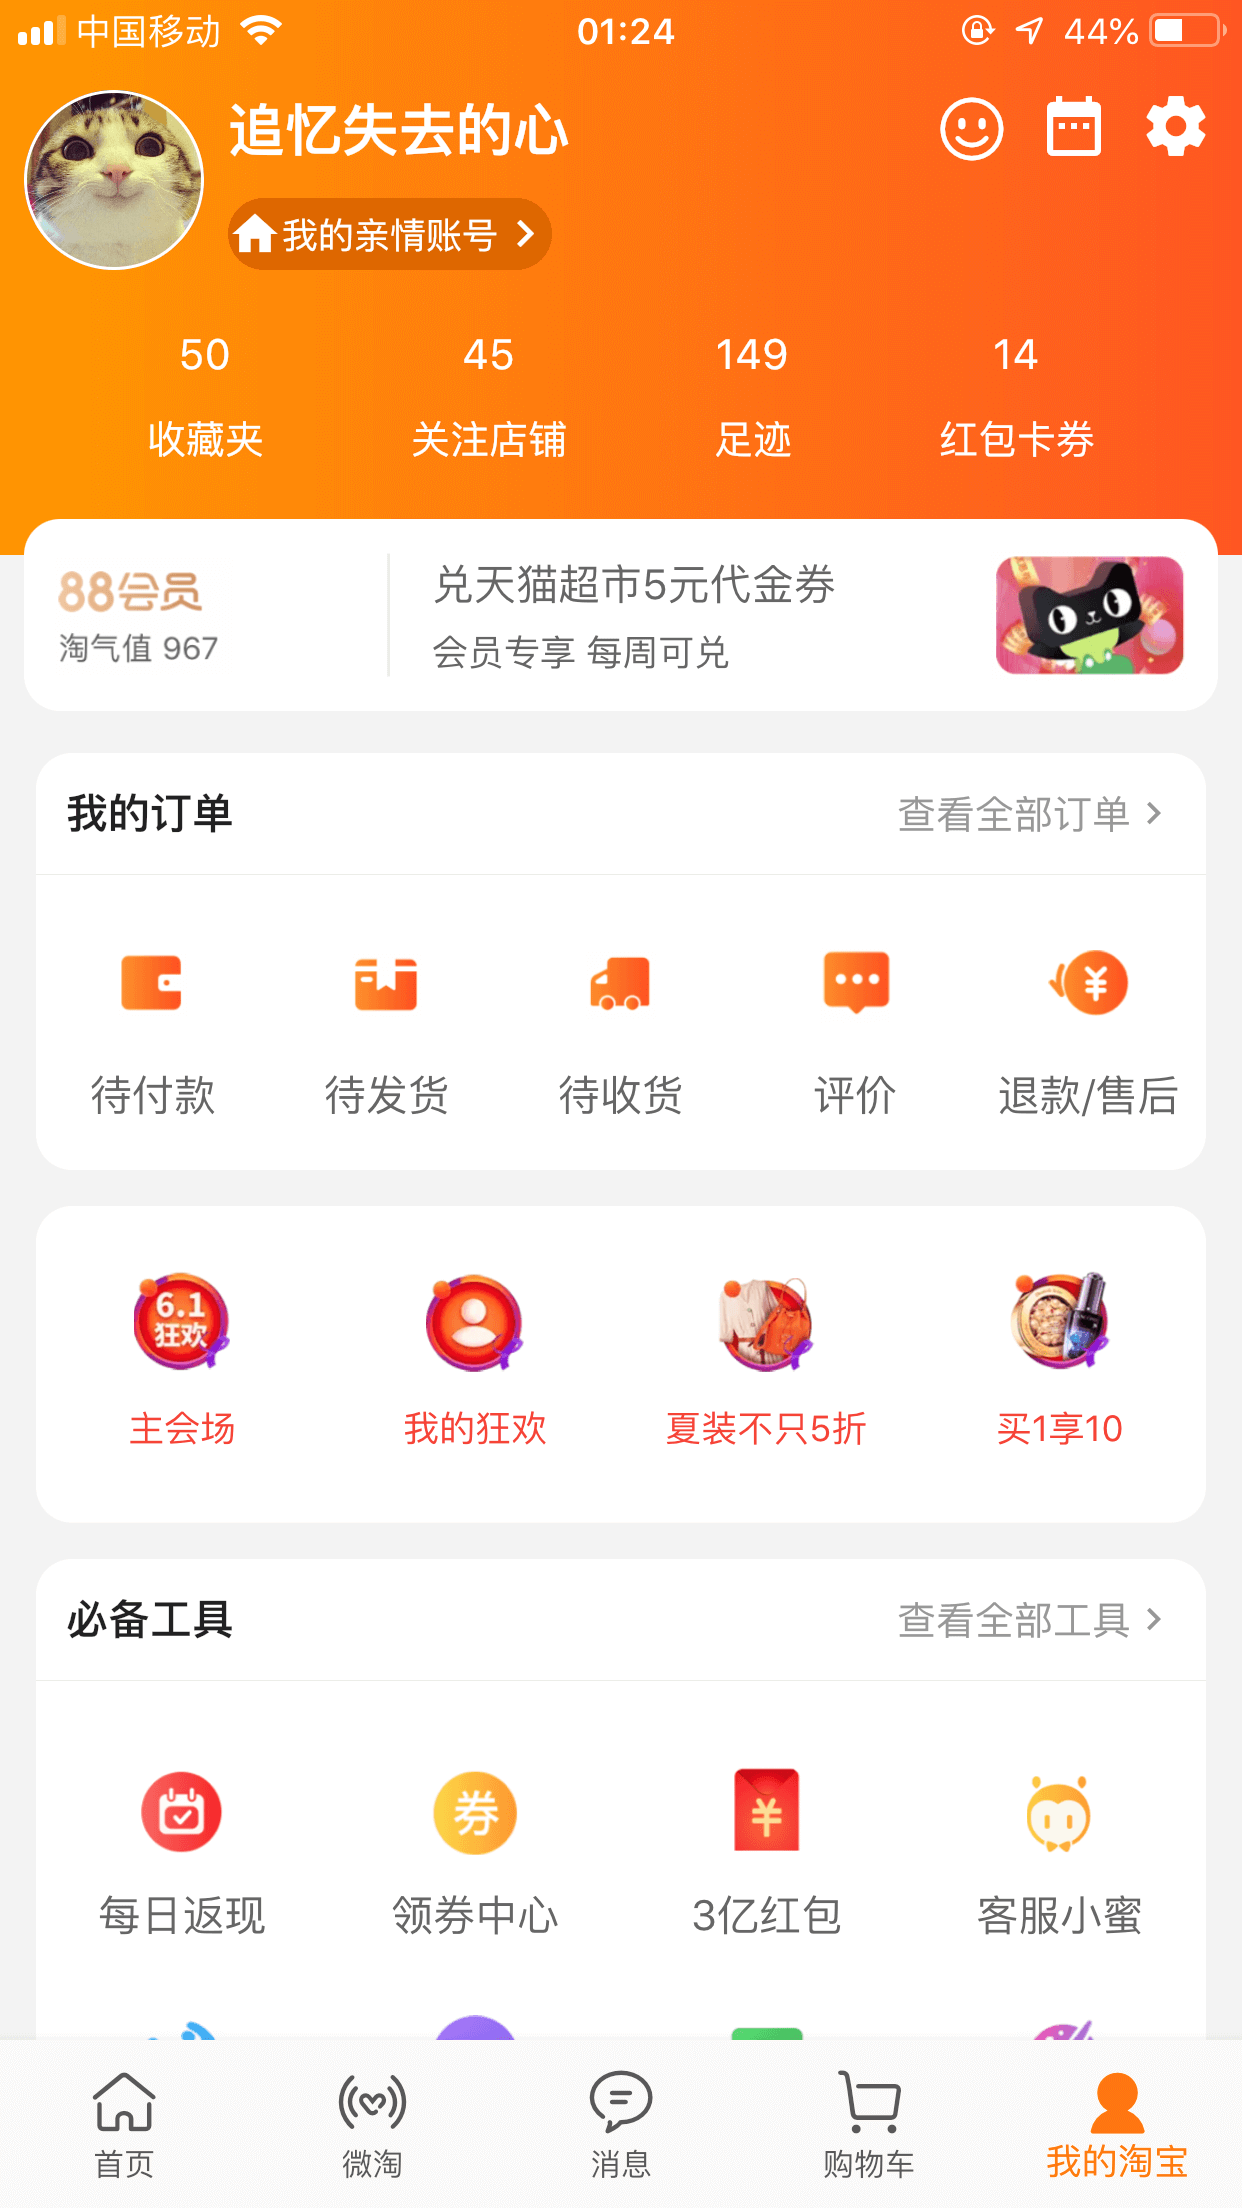 中国移动
01:24
44%
追忆失去的心
我的亲情账号
50
45
149
14
收藏夹
关注店铺
足迹
红包卡券
88会员
淘气值 967
兑天猫超市5元代金券
会员专享 每周可兑
我的订单
查看全部订单
待付款
待发货
待收货
评价
退款/售后
6.1
狂欢
主会场
我的狂欢
夏装不只5折
买1享10
必备工具
查看全部工具
券
每日返现
领券中心
3亿红包
客服小蜜
首页
微淘
消息
购物车
我的淘宝